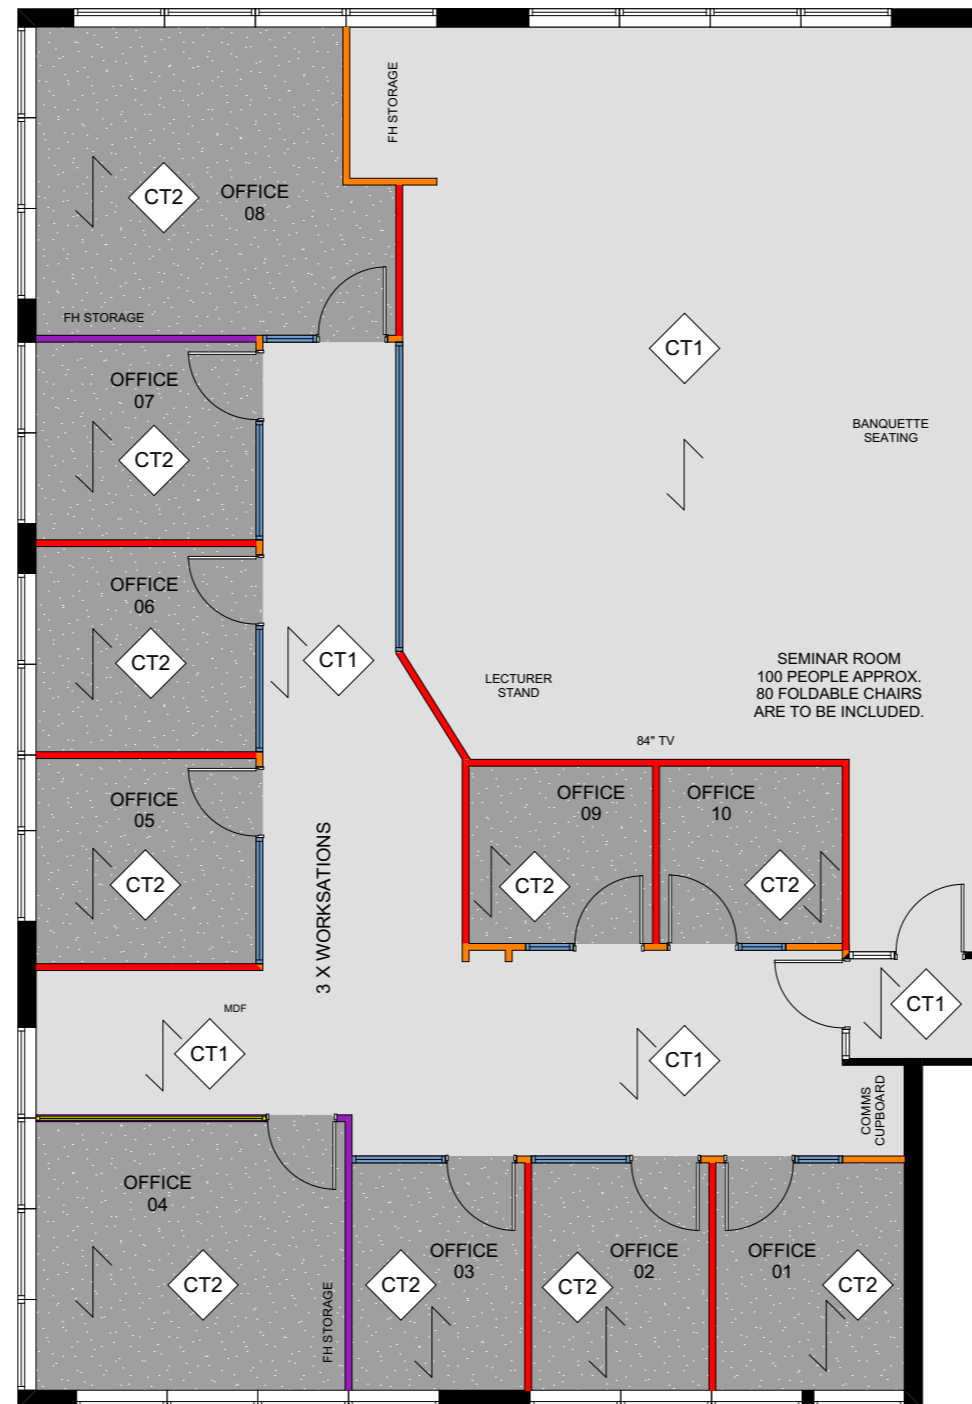 FH STORAGE
CT2
OFFICE
08
FH STORAGE
CT1
OFFICE
07
CT2
BANQUETTE
SEATING
OFFICE
06
CT2
CT1
LECTURER
STAND
SEMINAR ROOM
100 PEOPLE APPROX.
80 FOLDABLE CHAIRS
ARE TO BE INCLUDED.
84" TV
OFFICE
05
CT2
3 X WORKSATIONS
OFFICE
09
CT2
OFFICE
10
CT2
MDF
CT1
CT1
CT1
COMMS
CUPBOARD
OFFICE
04
CT2
FH STORAGE
OFFICE
03
CT2
OFFICE
02
CT2
OFFICE
01
CT2